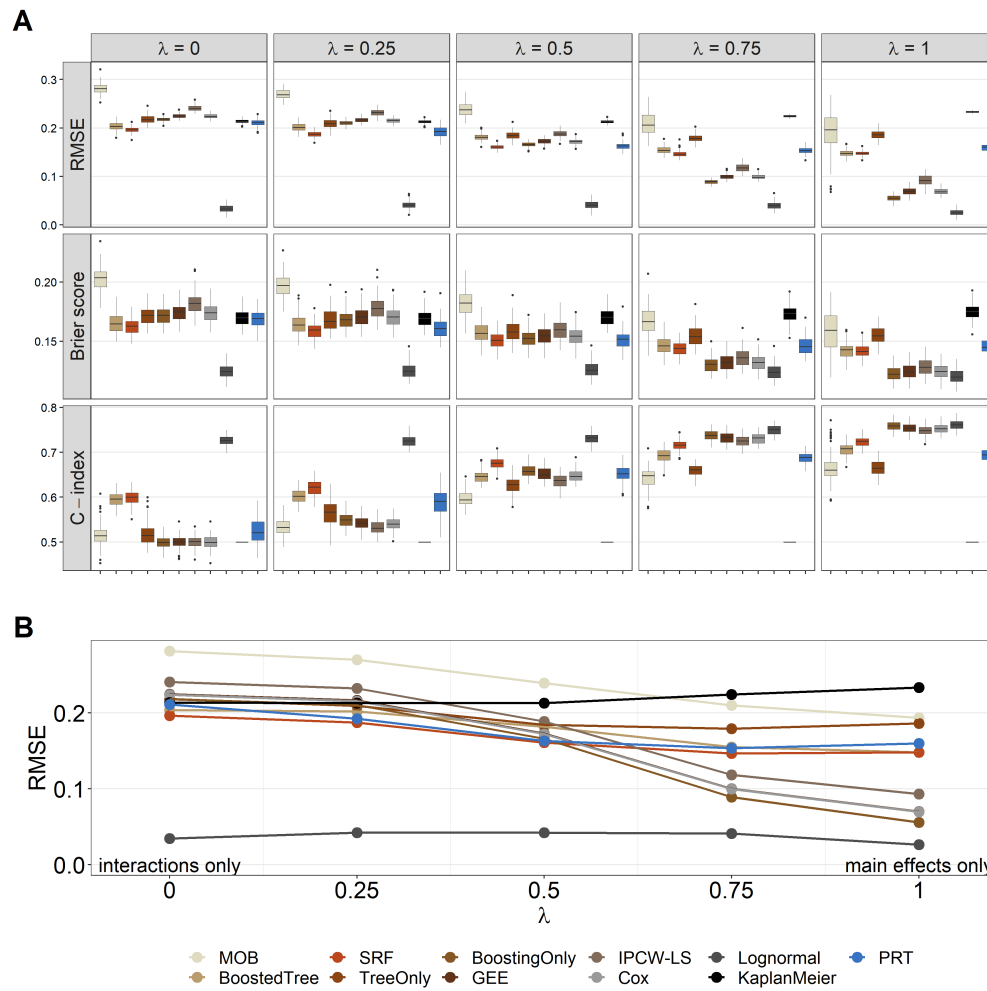 A
λ = 0 λ = 0.25 λ = 0.5 λ = 0.75 λ = 1
RMSE
0.3
0.2
0.1
0.0
Brier score
0.20
0.15
C − index
0.8
0.7
0.6
0.5
B
RMSE
0.2
0.1
0.0
interactions only main effects only
0 0.25 0.5 0.75 1
λ
MOB SRF BoostingOnly IPCW-LS Lognormal PRT
BoostedTree TreeOnly GEE Cox KaplanMeier